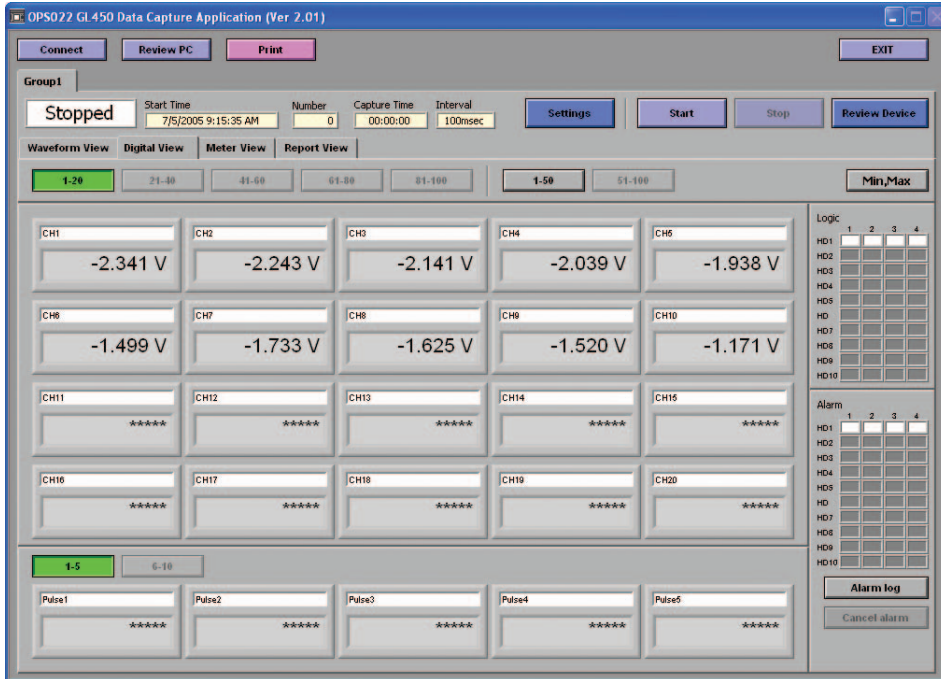 OPS022 GL450 Data Capture Application (Ver 2.01)
Connect Review PC Print EXIT
Group1
Stopped Start Time 7/5/2005 9:15:35 AM Number 0 Capture Time 00:00:00 Interval 100msec Settings Start Stop Review Device
Waveform View Digital View Meter View Report View
1-20 21-40 41-60 61-80 81-100 1-50 51-100 Min,Max
CH1 CH2 CH3 CH4 CH5
-2.341 V -2.243 V -2.141 V -2.039 V -1.938 V
CH6 CH7 CH8 CH9 CH10
-1.499 V -1.733 V -1.625 V -1.520 V -1.171 V
CH11 CH12 CH13 CH14 CH15
***** ***** ***** ***** *****
CH16 CH17 CH18 CH19 CH20
***** ***** ***** ***** *****
1-5 6-10
Pulse1 Pulse2 Pulse3 Pulse4 Pulse5
***** ***** ***** ***** *****
Logic
1 2 3 4
HD1
HD2
HD3
HD4
HD5
HD
HD7
HD8
HD9
HD10
Alarm
1 2 3 4
HD1
HD2
HD3
HD4
HD5
HD
HD7
HD8
HD9
HD10
Alarm log
Cancel alarm